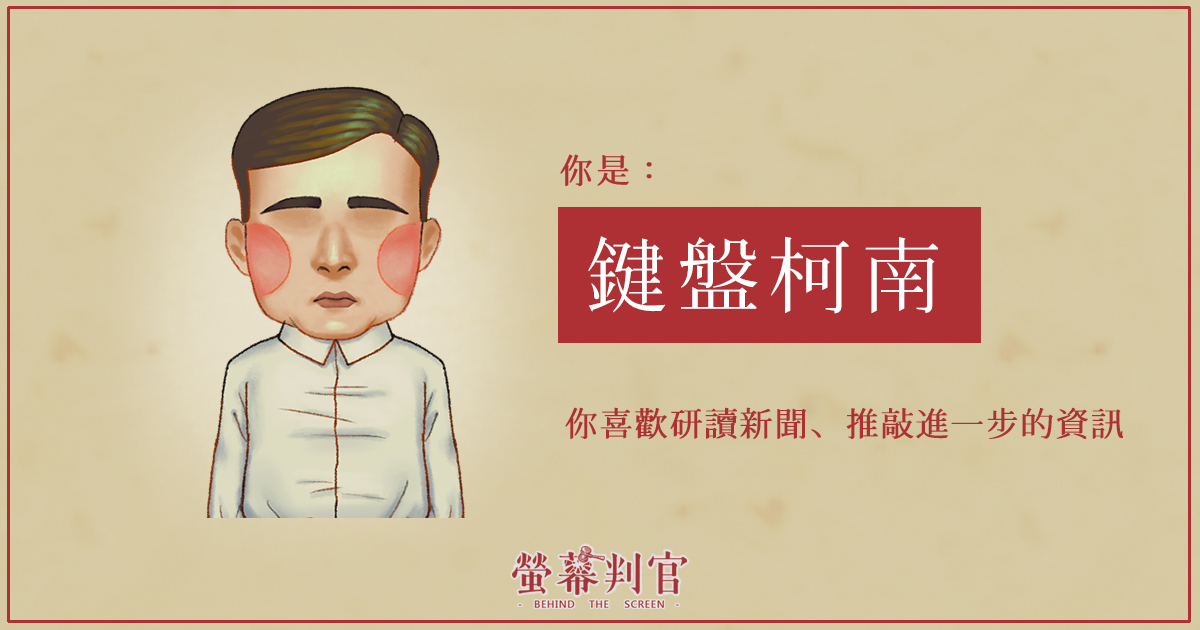 你是：
鍵盤柯南
你喜歡研讀新聞、推敲進一步的資訊
螢幕判官
- BEHIND THE SCREEN -